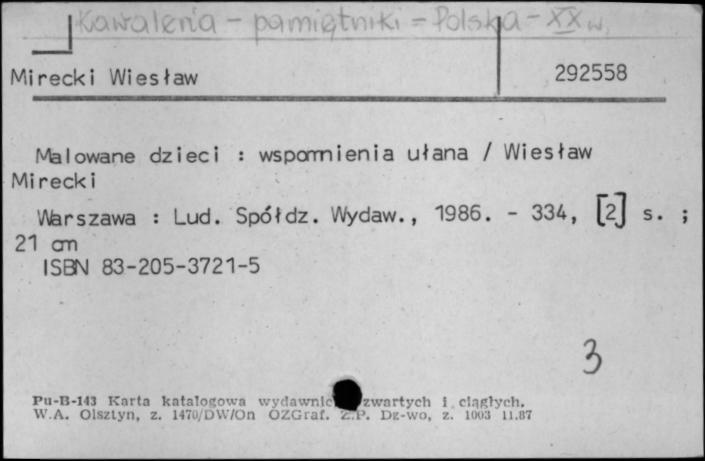 Kawaleria - pamiętniki - Polska - XX w.
Mirecki Wiesław 292558
Malowane dzieci : wspomnienia ułana / Wiesław
Mirecki
Warszawa : Lud. Spółdz. Wydaw., 1986. - 334, [2] s. ;
21 cm
ISBN 83-205-3721-5
3
Pu-B-143 Karta katalogowa wydawnic zwartych i ciągłych.
W.A. Olsztyn, z. 1470/DW/On OZGraf. Z.P. Dz-wo, z. 1003 11.87